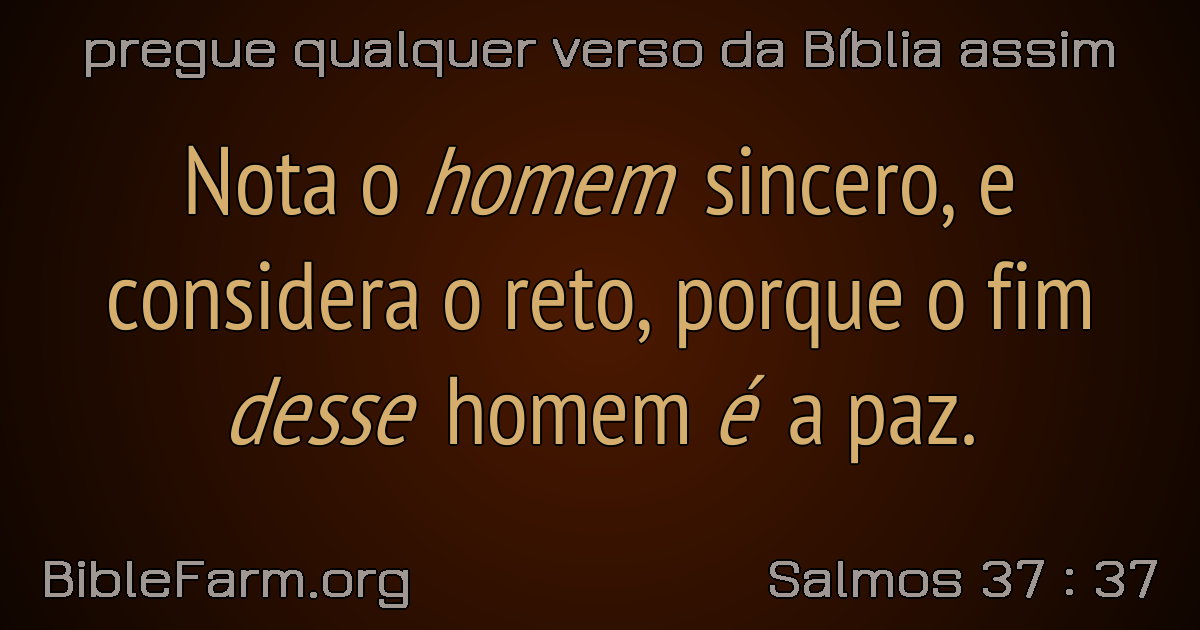 pregue qualquer verso da Bíblia assim
Nota o homem sincero, e
considera o reto, porque o fim
desse homem é a paz.
BibleFarm.org
Salmos 37 : 37